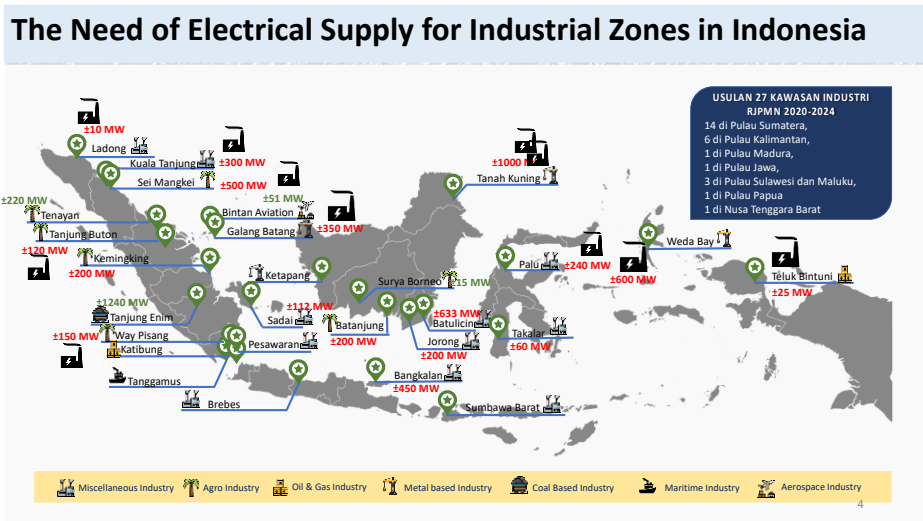 The Need of Electrical Supply for Industrial Zones in Indonesia
USULAN 27 KAWASAN INDUSTRI
RJPMN 2020-2024
14 di Pulau Sumatera,
6 di Pulau Kalimantan,
1 di Pulau Madura,
1 di Pulau Jawa,
3 di Pulau Sulawesi dan Maluku,
1 di Pulau Papua
1 di Nusa Tenggara Barat
±10 MW
Ladong
Kuala Tanjung
±300 MW
Sei Mangkei
±500 MW
±220 MW
Tenayan
Tanjung Buton
±120 MW
Kemingking
±200 MW
±51 MW
Bintan Aviation
Galang Batang
±350 MW
±1000
Tanah Kuning
Weda Bay
±600 MW
Palu
±240 MW
Teluk Bintuni
±25 MW
Ketapang
Surya Borneo
15 MW
±1240 MW
Tanjung Enim
±112 MW
Sadai
±150 MW
Way Pisang
Katibung
Pesawaran
Tanggamus
Brebes
Batanjung
±200 MW
±633 MW
Batulicin
Jorong
±200 MW
Takalar
±60 MW
Bangkalan
±450 MW
Sumbawa Barat
Miscellaneous Industry
Agro Industry
Oil & Gas Industry
Metal based Industry
Coal Based Industry
Maritime Industry
Aerospace Industry
4